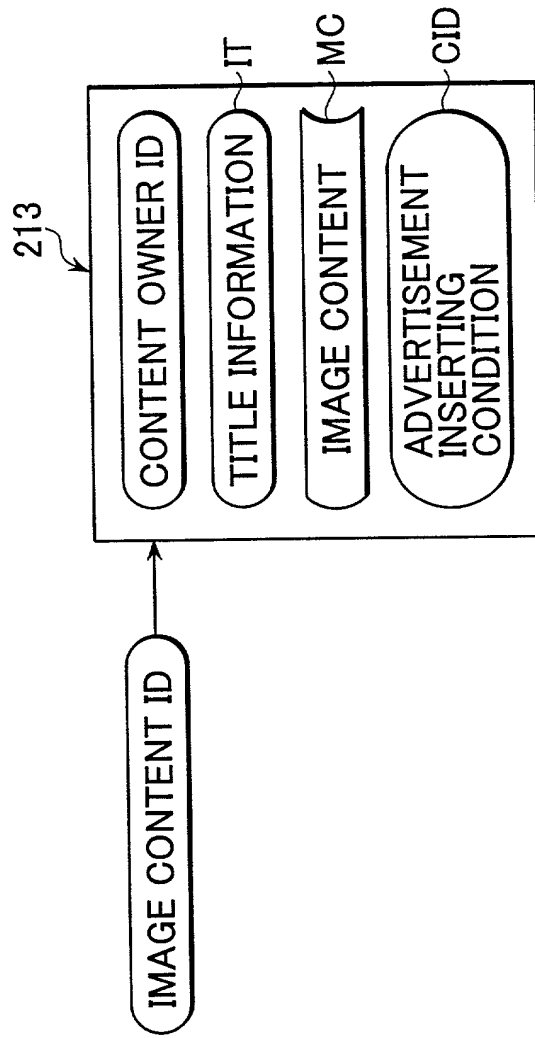 213
IMAGE CONTENT ID
CONTENT OWNER ID
TITLE INFORMATION
IT
IMAGE CONTENT
MC
ADVERTISEMENT
INSERTING
CONDITION
CID